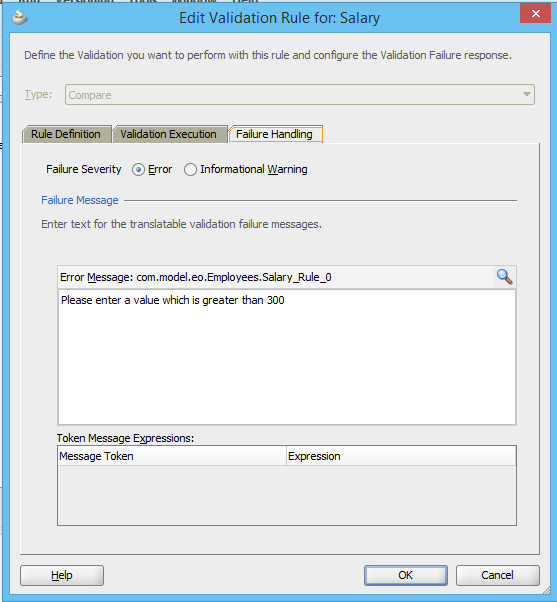 Edit Validation Rule for: Salary
Define the Validation you want to perform with this rule and configure the Validation Failure response.
Type: Compare
Rule Definition Validation Execution Failure Handling
Failure Severity Error Informational Warning
Failure Message
Enter text for the translatable validation failure messages.
Error Message: com.model.eo.Employees.Salary_Rule_0
Please enter a value which is greater than 300
Token Message Expressions:
Message Token Expression
Help OK Cancel